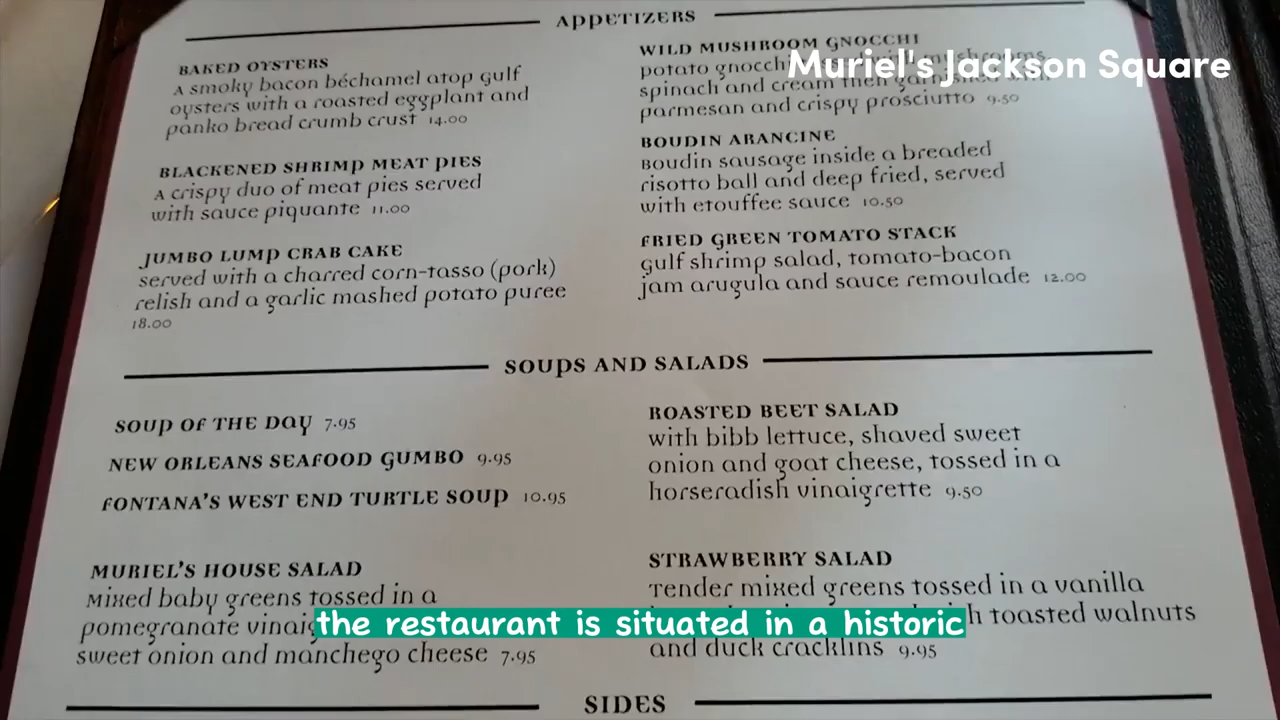 APPETIZERS
BAKED OYSTERS
A smoky bacon béchamel atop gulf
oysters with a roasted eggplant and
panko bread crumb crust 14.00
BLACKENED SHRIMP MEAT PIES
A crispy duo of meat pies served
with sauce piquante 11.00
JUMBO LUMP CRAB CAKE
served with a charred corn-tasso (pork)
relish and a garlic mashed potato puree
18.00
WILD MUSHROOM GNOCCHI
potato gnocchi mushrooms
spinach and cream then
parmesan and crispy prosciutto 9.50
Muriel's Jackson Square
BOUDIN ARANCINE
Boudin sausage inside a breaded
risotto ball and deep fried, served
with etouffee sauce 10.50
FRIED GREEN TOMATO STACK
gulf shrimp salad, tomato-bacon
jam arugula and sauce remoulade 12.00
SOUPS AND SALADS
SOUP OF THE DAY 7.95
NEW ORLEANS SEAFOOD GUMBO 9.95
FONTANA'S WEST END TURTLE SOUP 10.95
MURIEL'S HOUSE SALAD
Mixed baby greens tossed in a
pomegranate
sweet onion and manchego cheese 7.95
ROASTED BEET SALAD
with bibb lettuce, shaved sweet
onion and goat cheese, tossed in a
horseradish vinaigrette 9.50
STRAWBERRY SALAD
Tender mixed greens tossed in a vanilla
toasted walnuts
and duck cracklins 9.95
the restaurant is situated in a historic
SIDES